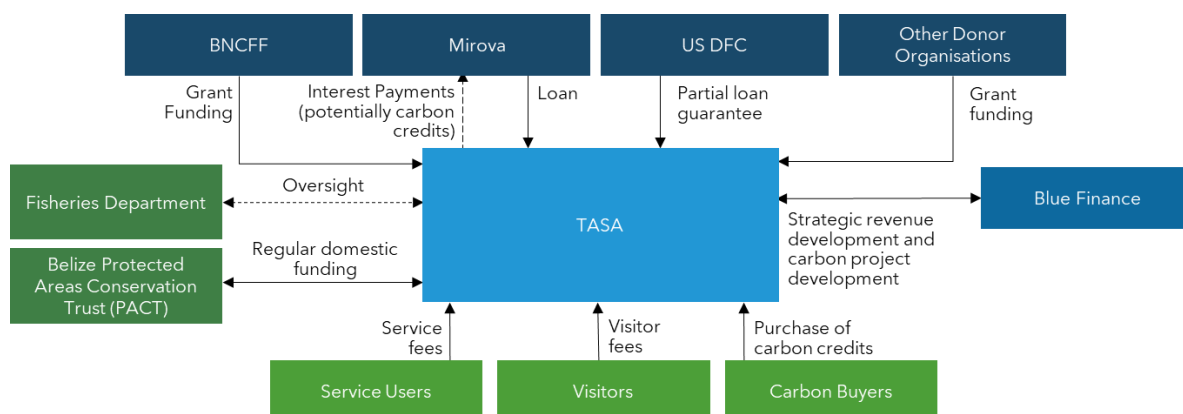 BNCFF
Mirova
US DFC
Other Donor
Organisations
Grant
Funding
Interest Payments
(potentially carbon
credits)
Loan
Partial loan
guarantee
Grant
funding
Fisheries Department
Oversight
TASA
Blue Finance
Strategic revenue
development and
carbon project
development
Belize Protected
Areas Conservation
Trust (PACT)
Regular domestic
funding
Service
fees
Visitor
fees
Purchase of
carbon credits
Service Users
Visitors
Carbon Buyers